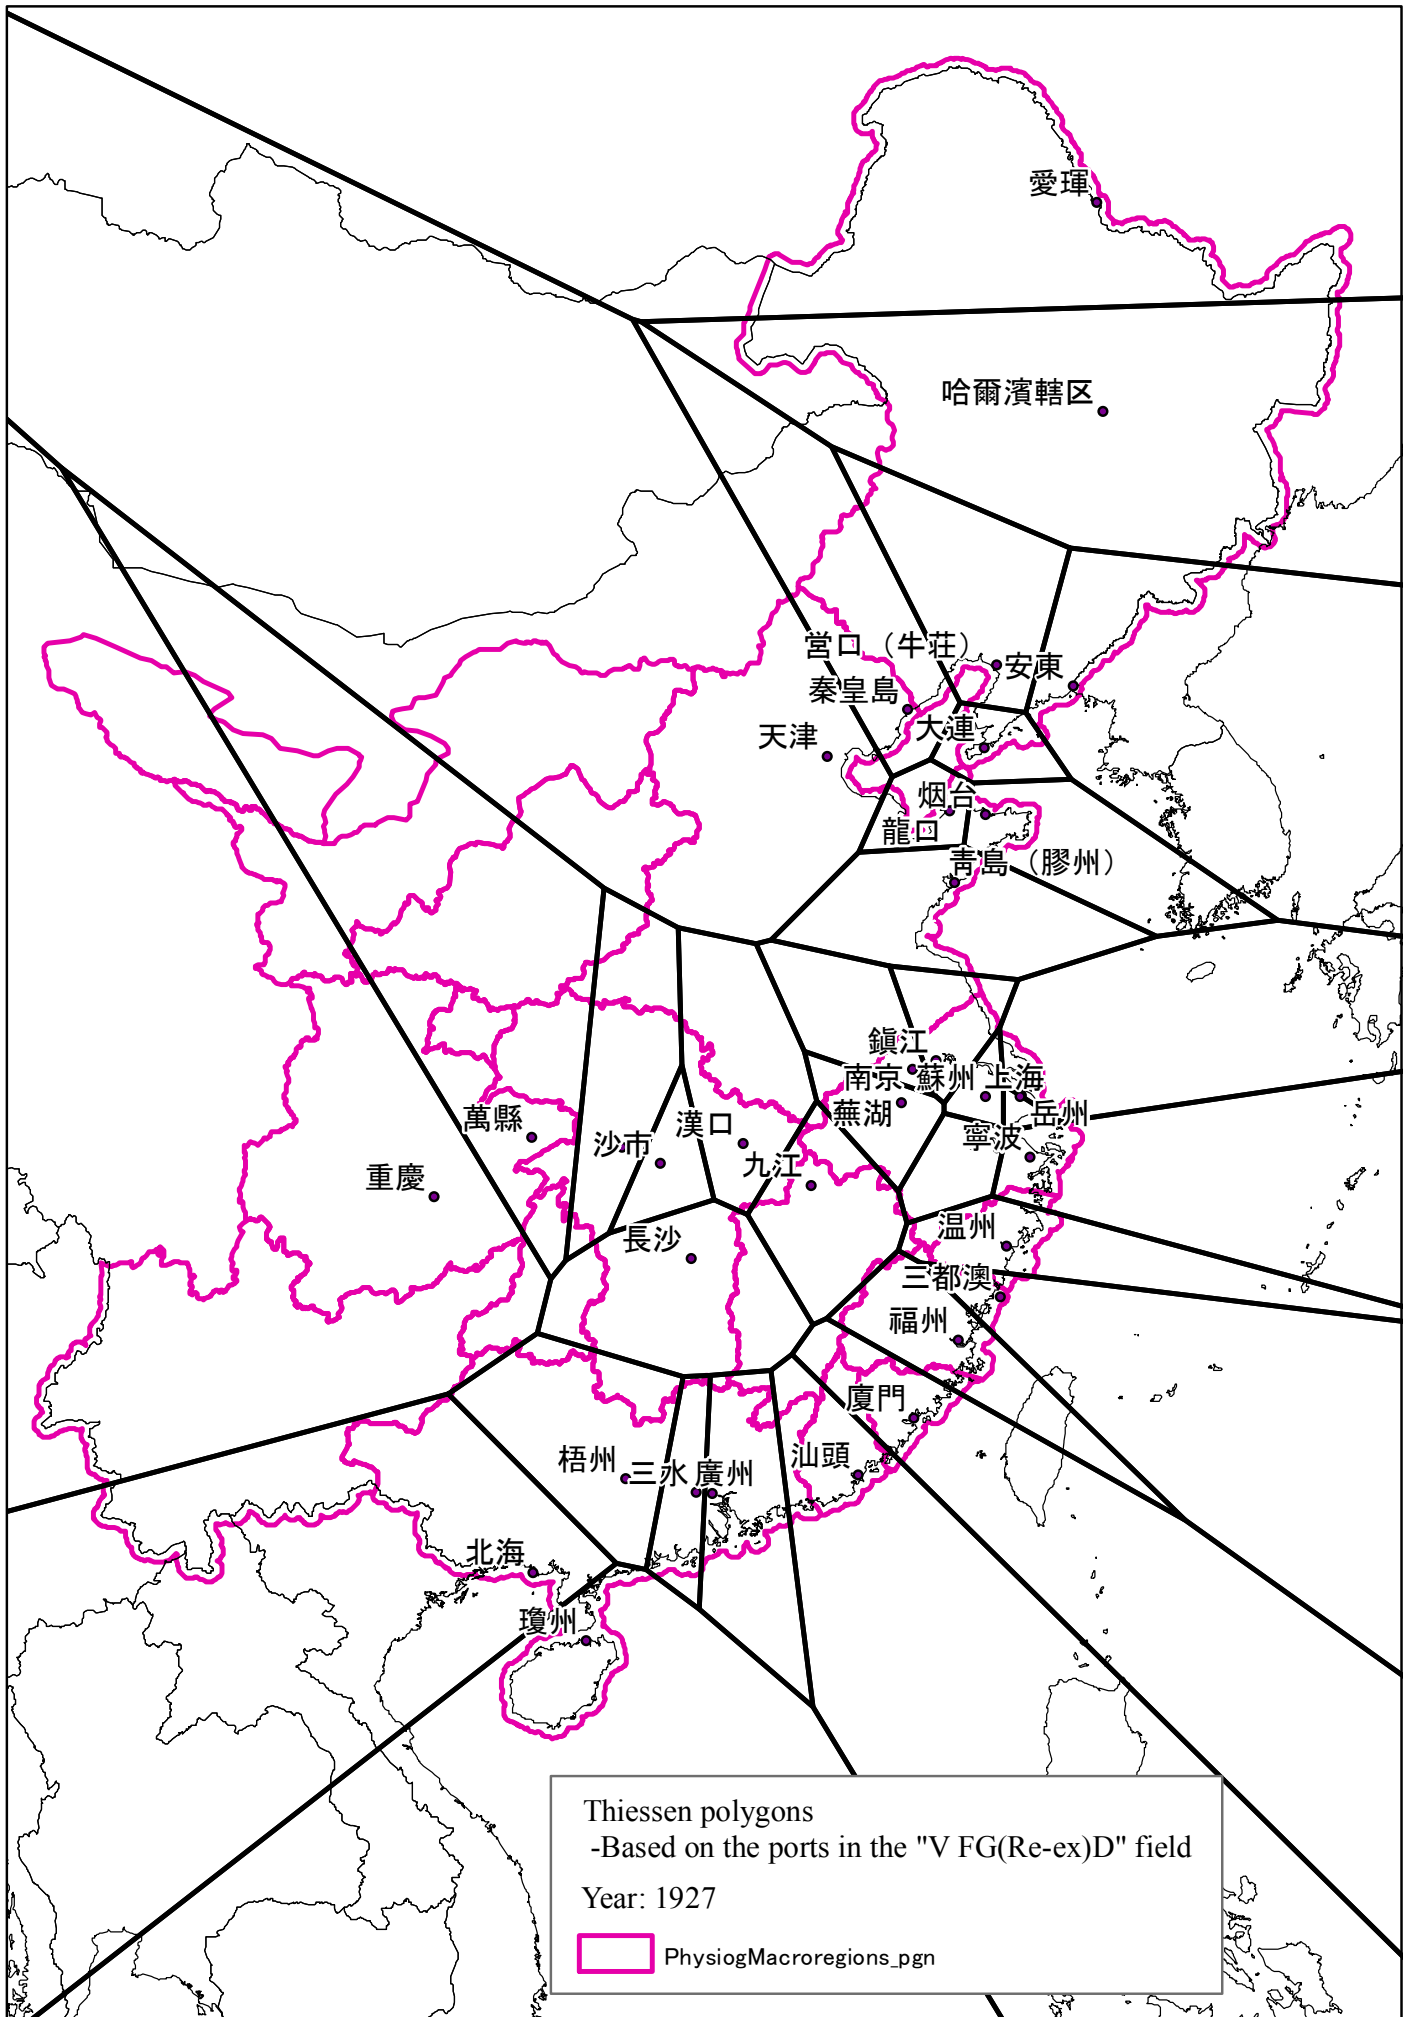 愛琿
哈爾濱轄区
営口（牛荘）
安東
秦皇島
大連
天津
烟台
龍口
青島（膠州）
鎭江
南京
蘇州
上海
蕪湖
岳州
萬縣
沙市
漢口
寧波
九江
重慶
長沙
温州
三都澳
福州
廈門
梧州
三水
廣州
汕頭
北海
瓊州
Thiessen polygons
-Based on the ports in the "V FG(Re-ex)D" field
Year: 1927
PhysiogMacroregions_pgn